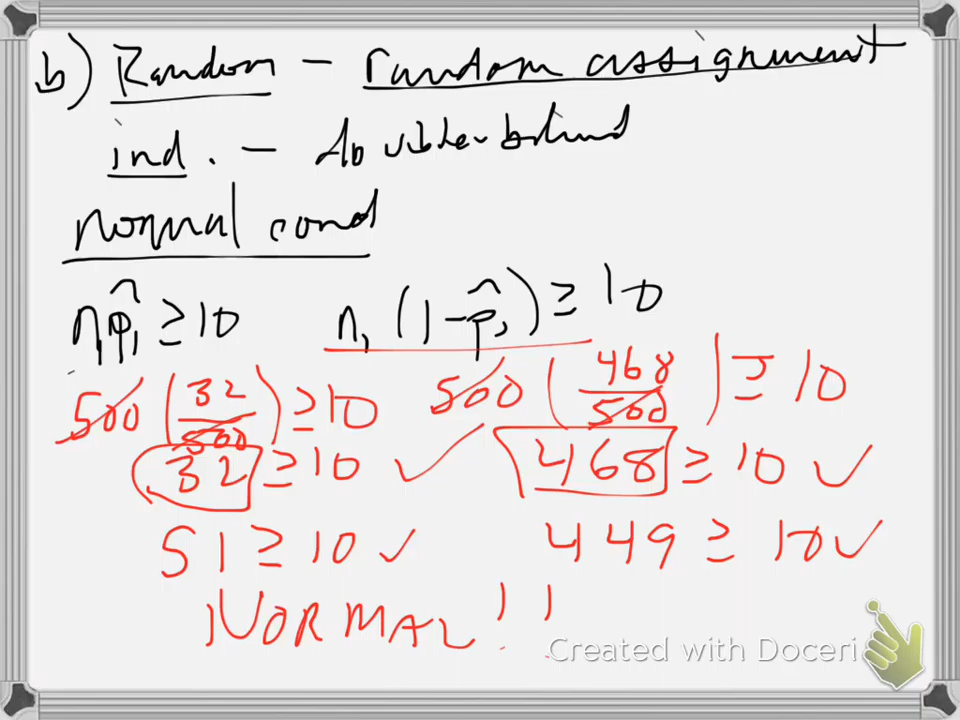 b) Random – random assignment
ind. – double-blind
normal cond
n₁p̂₁ ≥ 10 n₁(1-p̂₁) ≥ 10
500(32/500) ≥ 10 500(468/500) ≥ 10
32 ≥ 10 ✓ 468 ≥ 10 ✓
51 ≥ 10 ✓ 449 ≥ 10 ✓
NORMAL!!
Created with Doceri